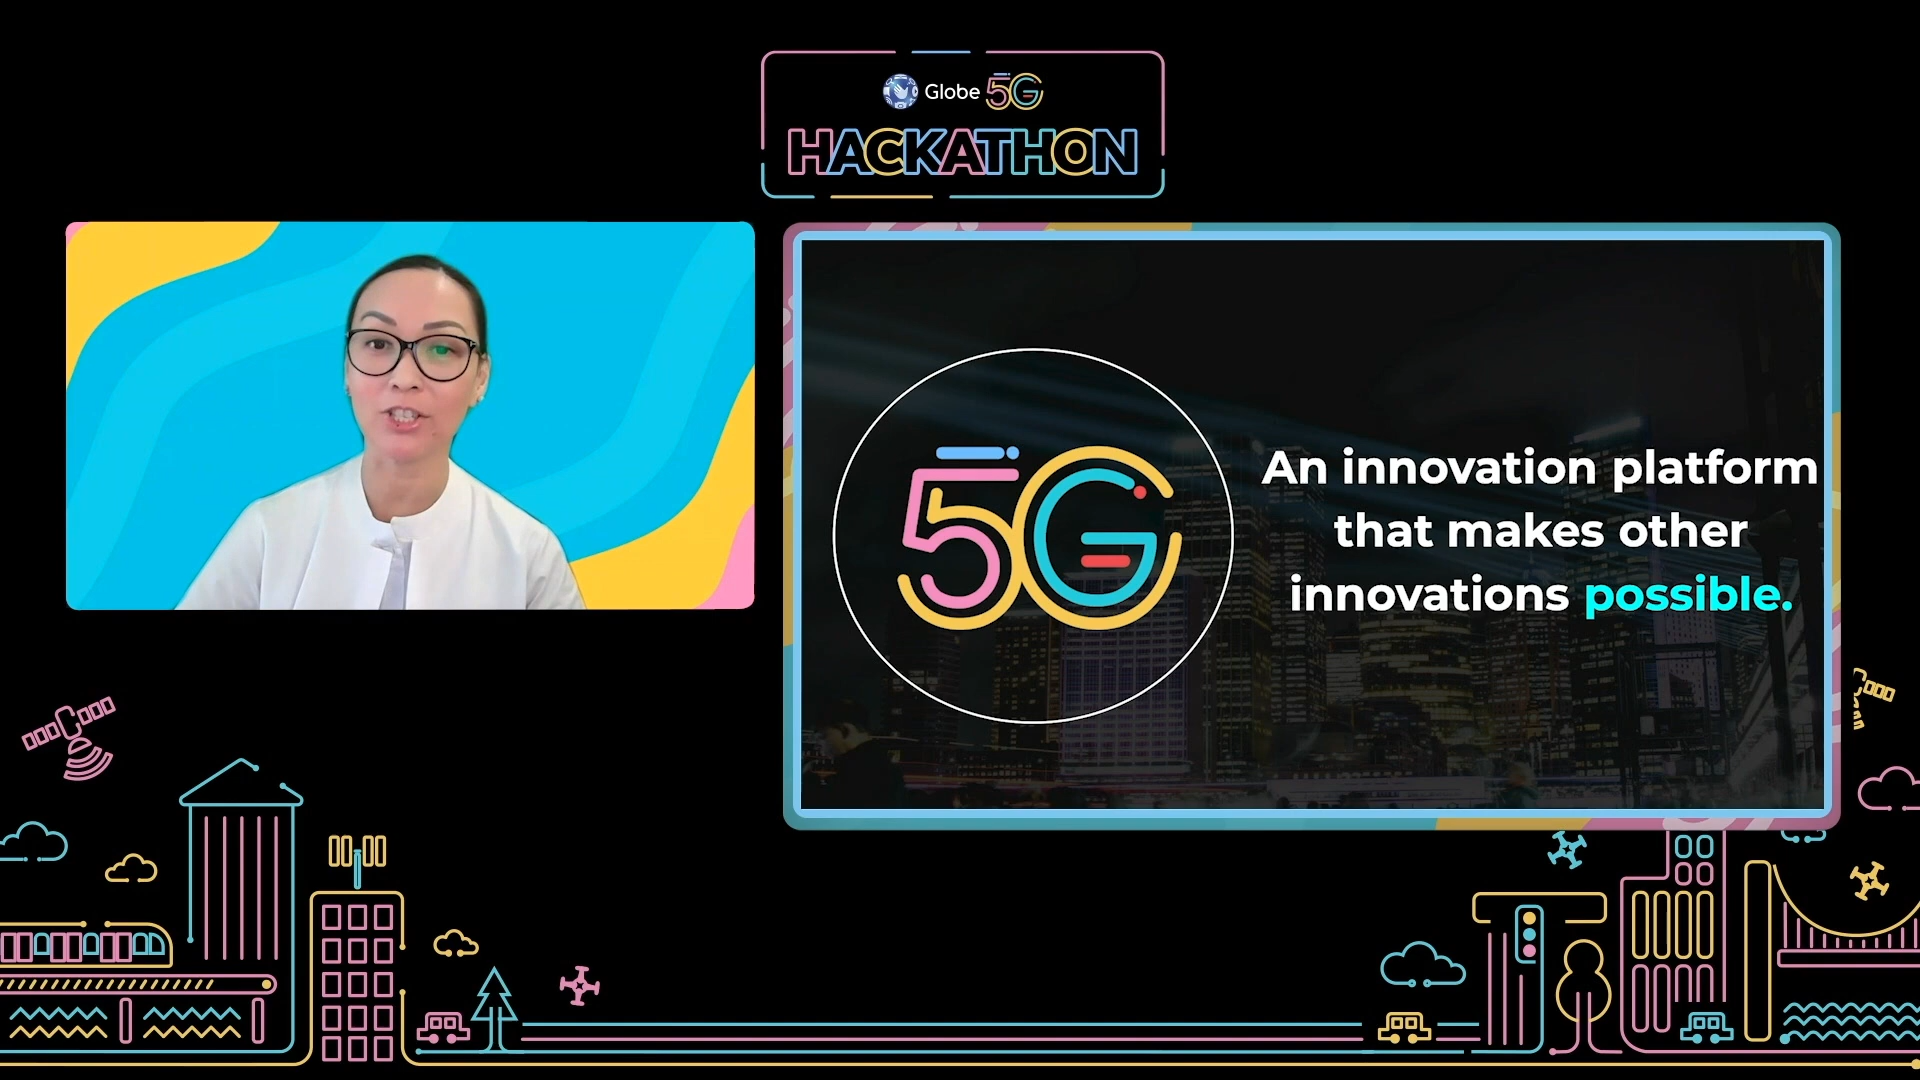 Globe 5G
HACKATHON
5G
An innovation platform
that makes other
innovations possible.